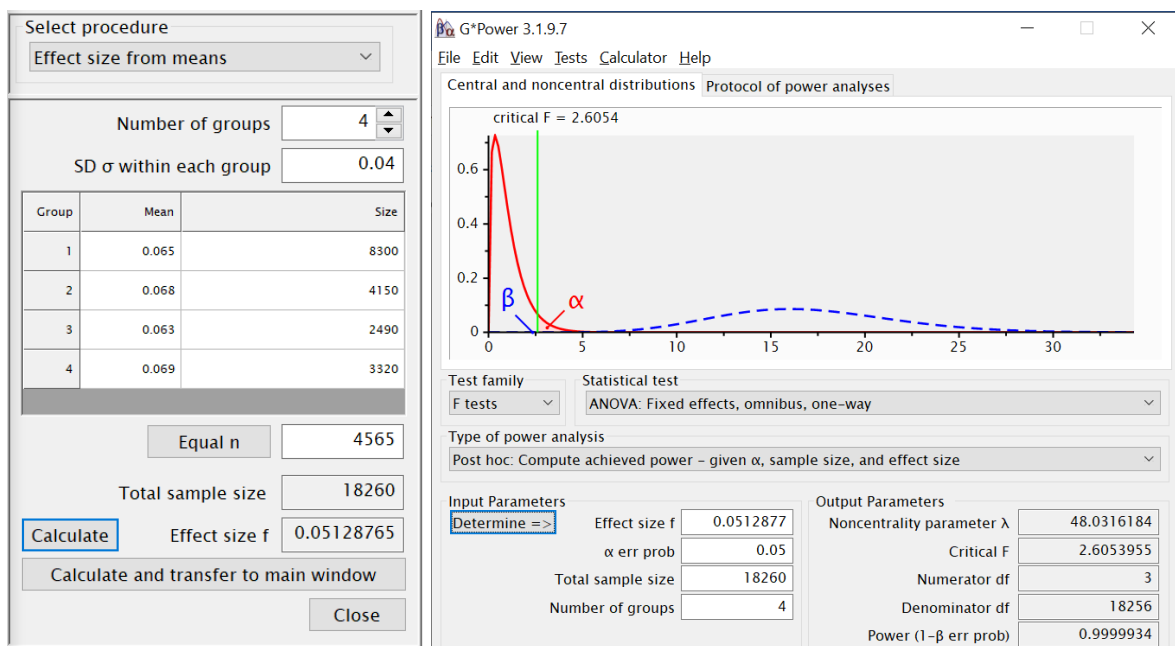 Select procedure
Effect size from means
Number of groups 4
SD σ within each group 0.04
Group Mean Size
1 0.065 8300
2 0.068 4150
3 0.063 2490
4 0.069 3320
Equal n 4565
Total sample size 18260
Calculate Effect size f 0.05128765
Calculate and transfer to main window
Close
βα G*Power 3.1.9.7
File Edit View Tests Calculator Help
Central and noncentral distributions Protocol of power analyses
critical F = 2.6054
0.6
0.4
0.2
β α
0
0 5 10 15 20 25 30
Test family Statistical test
F tests ANOVA: Fixed effects, omnibus, one-way
Type of power analysis
Post hoc: Compute achieved power – given α, sample size, and effect size
Input Parameters Output Parameters
Determine => Effect size f 0.0512877 Noncentrality parameter λ 48.0316184
α err prob 0.05 Critical F 2.6053955
Total sample size 18260 Numerator df 3
Number of groups 4 Denominator df 18256
Power (1-β err prob) 0.9999934